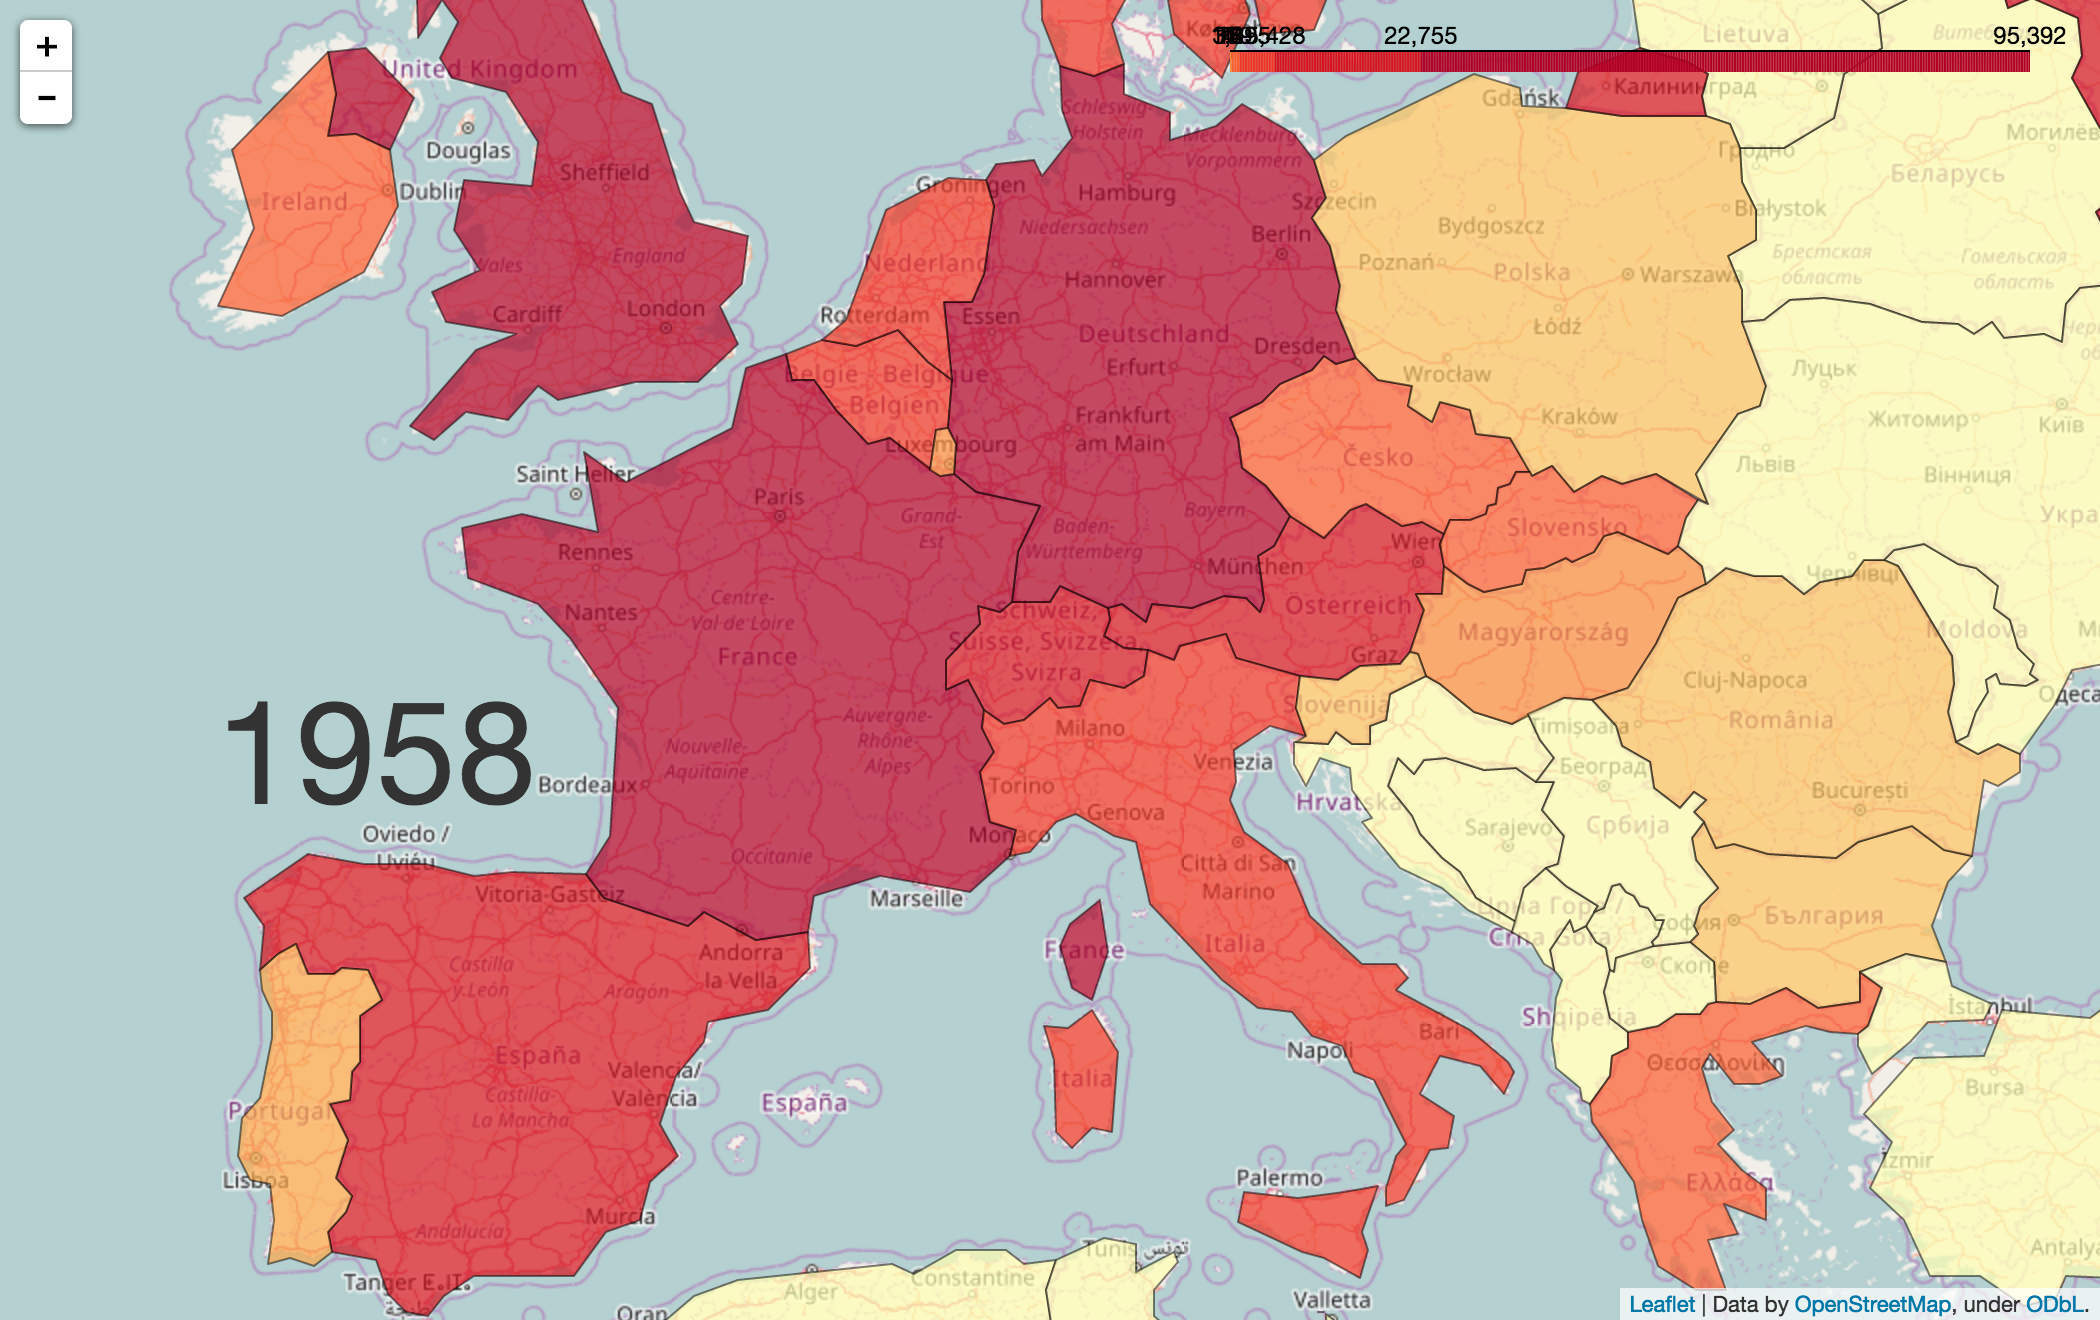 +
−
København
22,755
95,392
Lietuva
Калининград
Gdańsk
United Kingdom
Schleswig-
Holstein
Mecklenburg-
Vorpommern
Могилёв
Гродно
Douglas
Sheffield
Беларусь
Ireland
Dublin
Groningen
Hamburg
Szczecin
Białystok
Niedersachsen
Bydgoszcz
Berlin
Wales
England
Nederland
Hannover
Poznań
Polska
Warszawa
Брестская
область
Гомельская
область
Cardiff
London
Rotterdam
Essen
Deutschland
Łódź
Dresden
Erfurt
Wrocław
Луцьк
België - Belgique
Belgien
Frankfurt
am Main
Kraków
Житомир
Київ
Luxembourg
Česko
Львів
Вінниця
Saint Helier
Paris
Grand-
Est
Bayern
Baden-
Württemberg
Slovensko
Укра
Rennes
Wien
München
Чернівці
Centre-
Val de Loire
Nantes
Schweiz,
Suisse, Svizzera,
Svizra
Österreich
Magyarország
Moldova
France
Graz
Cluj-Napoca
1958
Slovenija
Одеса
Auvergne-
Rhône-
Alpes
Milano
Timișoara
România
Nouvelle-
Aquitaine
Venezia
Београд
Bordeaux
Torino
Hrvatska
București
Genova
Oviedo /
Uviéu
Monaco
Sarajevo
Србија
Occitanie
Città di San
Marino
Vitoria-Gasteiz
Marseille
Црна Гора /
Crna Gora
София
България
Andorra
la Vella
France
Italia
Castilla
y León
Aragón
Скопје
İstanbul
Shqipëria
España
Napoli
Bari
Θεσσαλονίκη
Valencia/
València
Castilla-
La Mancha
España
Italia
Bursa
Portugal
Lisboa
Palermo
İzmir
Ελλάδα
Murcia
Andalucía
Tunis تونس
Antalya
Tanger
طنجة
Alger
Constantine
Oran
Valletta
Leaflet | Data by OpenStreetMap, under ODbL.